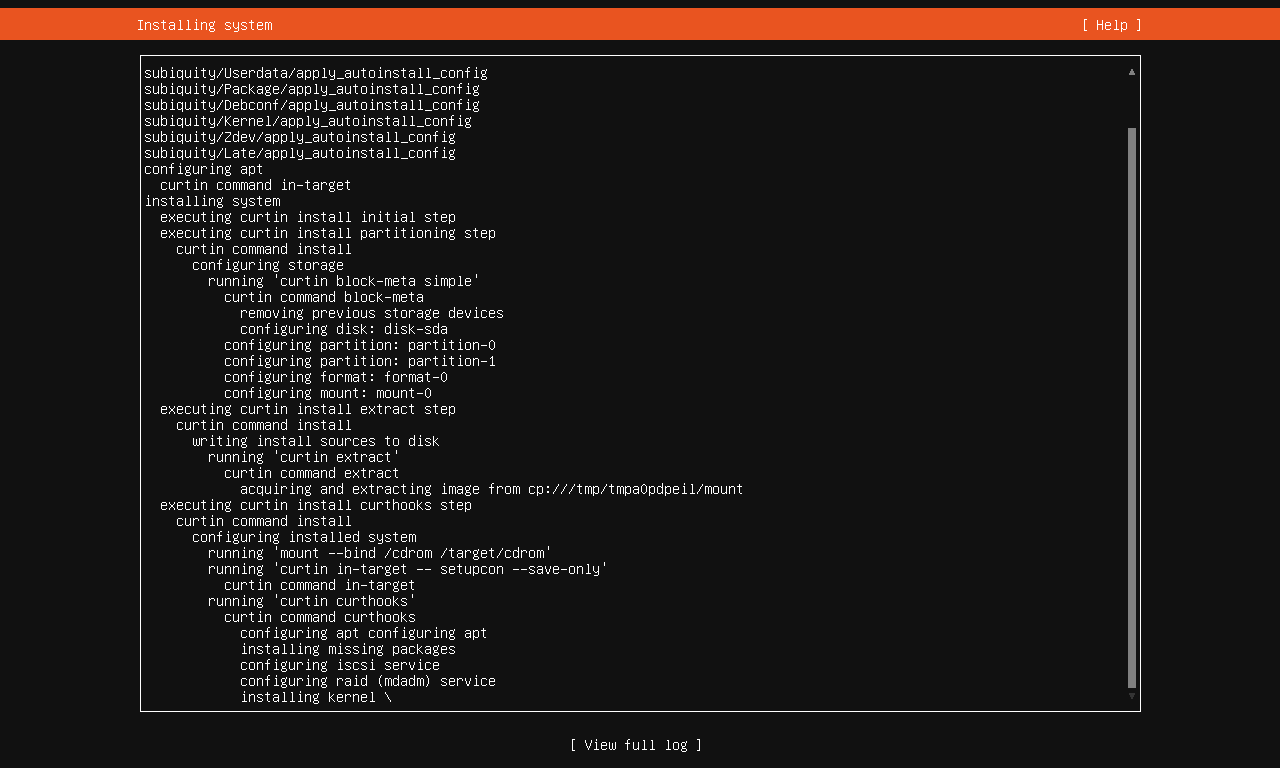 Installing system
[ Help ]
subiquity/Userdata/apply_autoinstall_config
subiquity/Package/apply_autoinstall_config
subiquity/Debconf/apply_autoinstall_config
subiquity/Kernel/apply_autoinstall_config
subiquity/Zdev/apply_autoinstall_config
subiquity/Late/apply_autoinstall_config
configuring apt
  curtin command in-target
installing system
  executing curtin install initial step
  executing curtin install partitioning step
    curtin command install
      configuring storage
        running 'curtin block-meta simple'
          curtin command block-meta
            removing previous storage devices
            configuring disk: disk-sda
          configuring partition: partition-0
          configuring partition: partition-1
          configuring format: format-0
          configuring mount: mount-0
  executing curtin install extract step
    curtin command install
      writing install sources to disk
        running 'curtin extract'
          curtin command extract
            acquiring and extracting image from cp:///tmp/tmpa0pdpeil/mount
  executing curtin install curthooks step
    curtin command install
      configuring installed system
        running 'mount --bind /cdrom /target/cdrom'
        running 'curtin in-target -- setupcon --save-only'
          curtin command in-target
        running 'curtin curthooks'
          curtin command curthooks
            configuring apt configuring apt
            installing missing packages
            configuring iscsi service
            configuring raid (mdadm) service
            installing kernel \
[ View full log ]